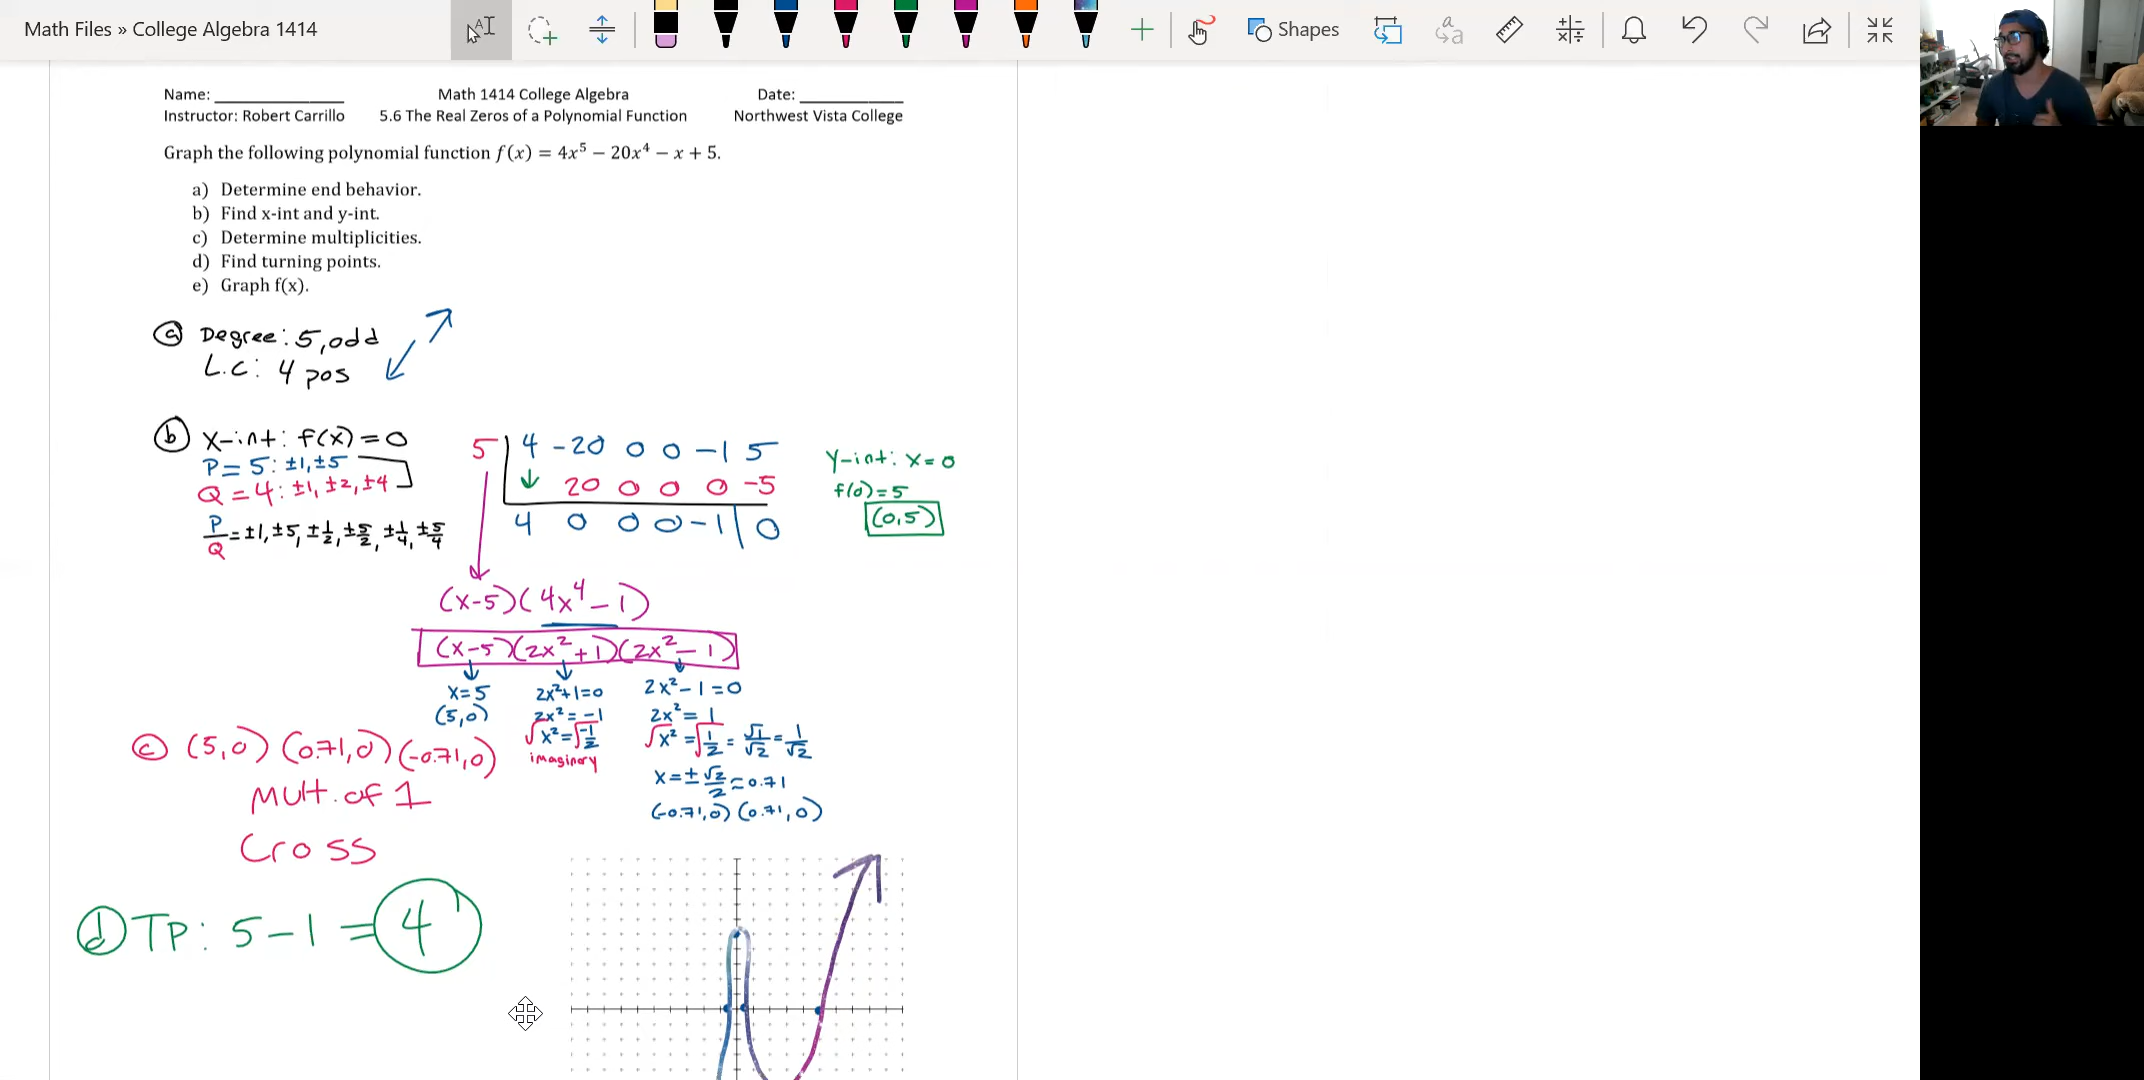 Math Files » College Algebra 1414
Shapes
Name: ____________ Math 1414 College Algebra Date: ____________
Instructor: Robert Carrillo 5.6 The Real Zeros of a Polynomial Function Northwest Vista College
Graph the following polynomial function f(x) = 4x⁵ − 20x⁴ − x + 5.
a) Determine end behavior.
b) Find x-int and y-int.
c) Determine multiplicities.
d) Find turning points.
e) Graph f(x).
ⓐ Degree: 5, odd
L.C: 4 pos
ⓑ X-int: f(x) = 0
P = 5: ±1, ±5
Q = 4: ±1, ±2, ±4
P/Q = ±1, ±5, ±1/2, ±5/2, ±1/4, ±5/4
5 | 4 -20 0 0 -1 5
↓ 20 0 0 0 -5
4 0 0 0 -1 | 0
Y-int: x = 0
f(0) = 5
(0,5)
(x-5)(4x⁴-1)
(x-5)(2x²+1)(2x²-1)
x=5
(5,0)
2x²+1=0
2x²=-1
√x²=√-1/2
imaginary
2x²-1=0
2x²=1
√x²=√1/2=√1/√2=1/√2
x=±√2/2≈0.71
(-0.71,0) (0.71,0)
ⓒ (5,0) (0.71,0) (-0.71,0)
Mult. of 1
Cross
ⓓ TP: 5-1=4